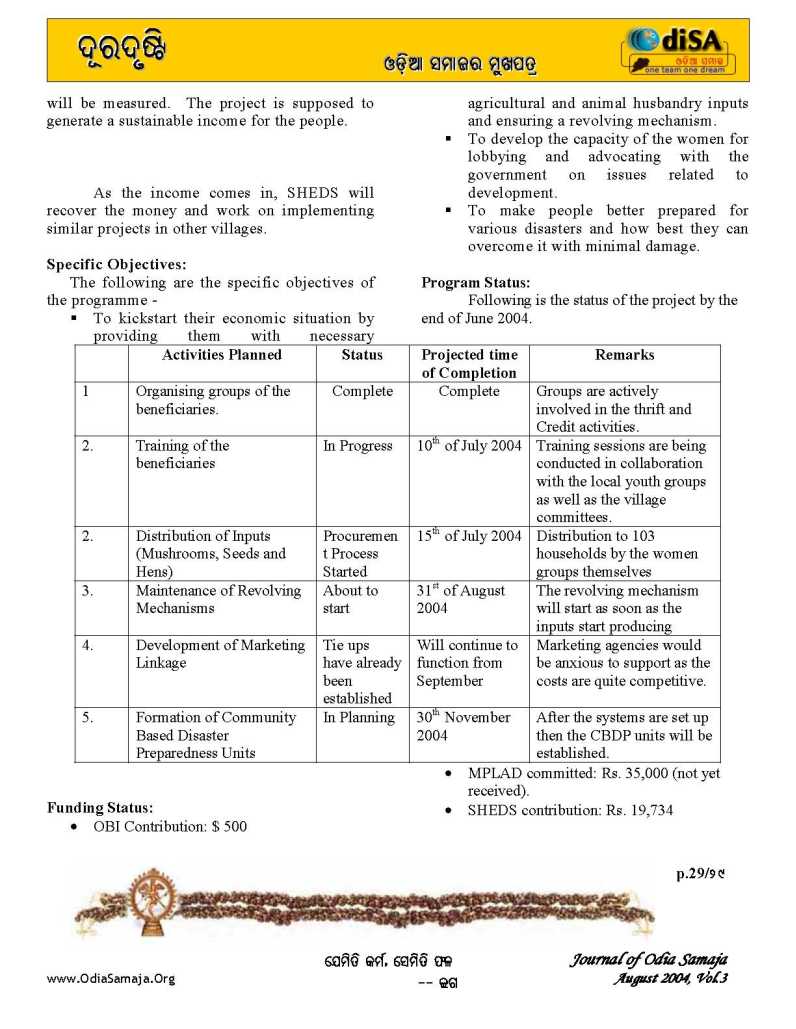 ଦୂରଦୃଷ୍ଟି
ଓଡ଼ିଆ ସମାଜର ମୁଖପତ୍ର
OdiSA
ଓଡ଼ିଆ ସମାଜ
one team one dream
will be measured. The project is supposed to
generate a sustainable income for the people.
As the income comes in, SHEDS will
recover the money and work on implementing
similar projects in other villages.
Specific Objectives:
The following are the specific objectives of
the programme -
▪ To kickstart their economic situation by
providing them with necessary
agricultural and animal husbandry inputs
and ensuring a revolving mechanism.
▪ To develop the capacity of the women for
lobbying and advocating with the
government on issues related to
development.
▪ To make people better prepared for
various disasters and how best they can
overcome it with minimal damage.
Program Status:
Following is the status of the project by the
end of June 2004.
Activities Planned Status Projected time Remarks
of Completion
1 Organising groups of the Complete Complete Groups are actively
beneficiaries. involved in the thrift and
Credit activities.
2. Training of the In Progress 10th of July 2004 Training sessions are being
beneficiaries conducted in collaboration
with the local youth groups
as well as the village
committees.
2. Distribution of Inputs Procuremen 15th of July 2004 Distribution to 103
(Mushrooms, Seeds and t Process households by the women
Hens) Started groups themselves
3. Maintenance of Revolving About to 31st of August The revolving mechanism
Mechanisms start 2004 will start as soon as the
inputs start producing
4. Development of Marketing Tie ups Will continue to Marketing agencies would
Linkage have already function from be anxious to support as the
been September costs are quite competitive.
established
5. Formation of Community In Planning 30th November After the systems are set up
Based Disaster 2004 then the CBDP units will be
Preparedness Units established.
Funding Status:
• OBI Contribution: $ 500
• MPLAD committed: Rs. 35,000 (not yet
received).
• SHEDS contribution: Rs. 19,734
p.29/୨୯
ଯେମିତି କର୍ମ, ସେମିତି ଫଳ
-- ଢଗ
www.OdiaSamaja.Org
Journal of Odia Samaja
August 2004, Vol.3